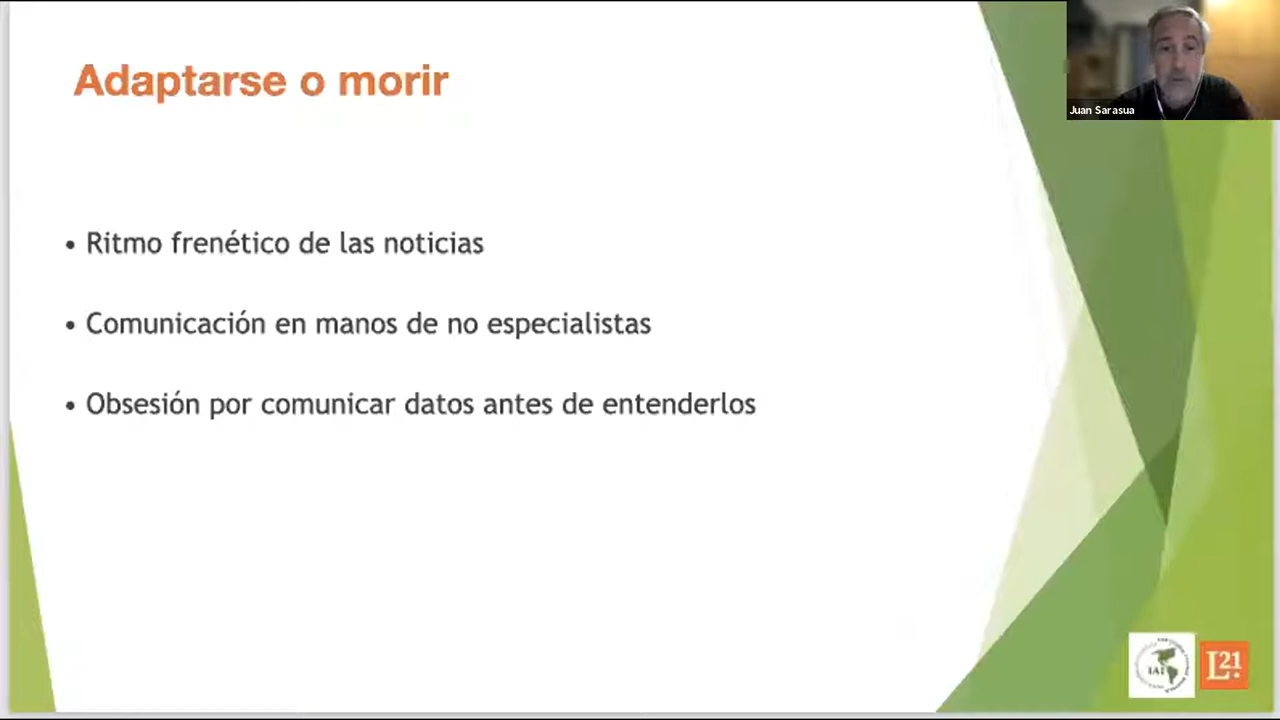 Adaptarse o morir
Juan Sarasua
• Ritmo frenético de las noticias
• Comunicación en manos de no especialistas
• Obsesión por comunicar datos antes de entenderlos
IAI
L21